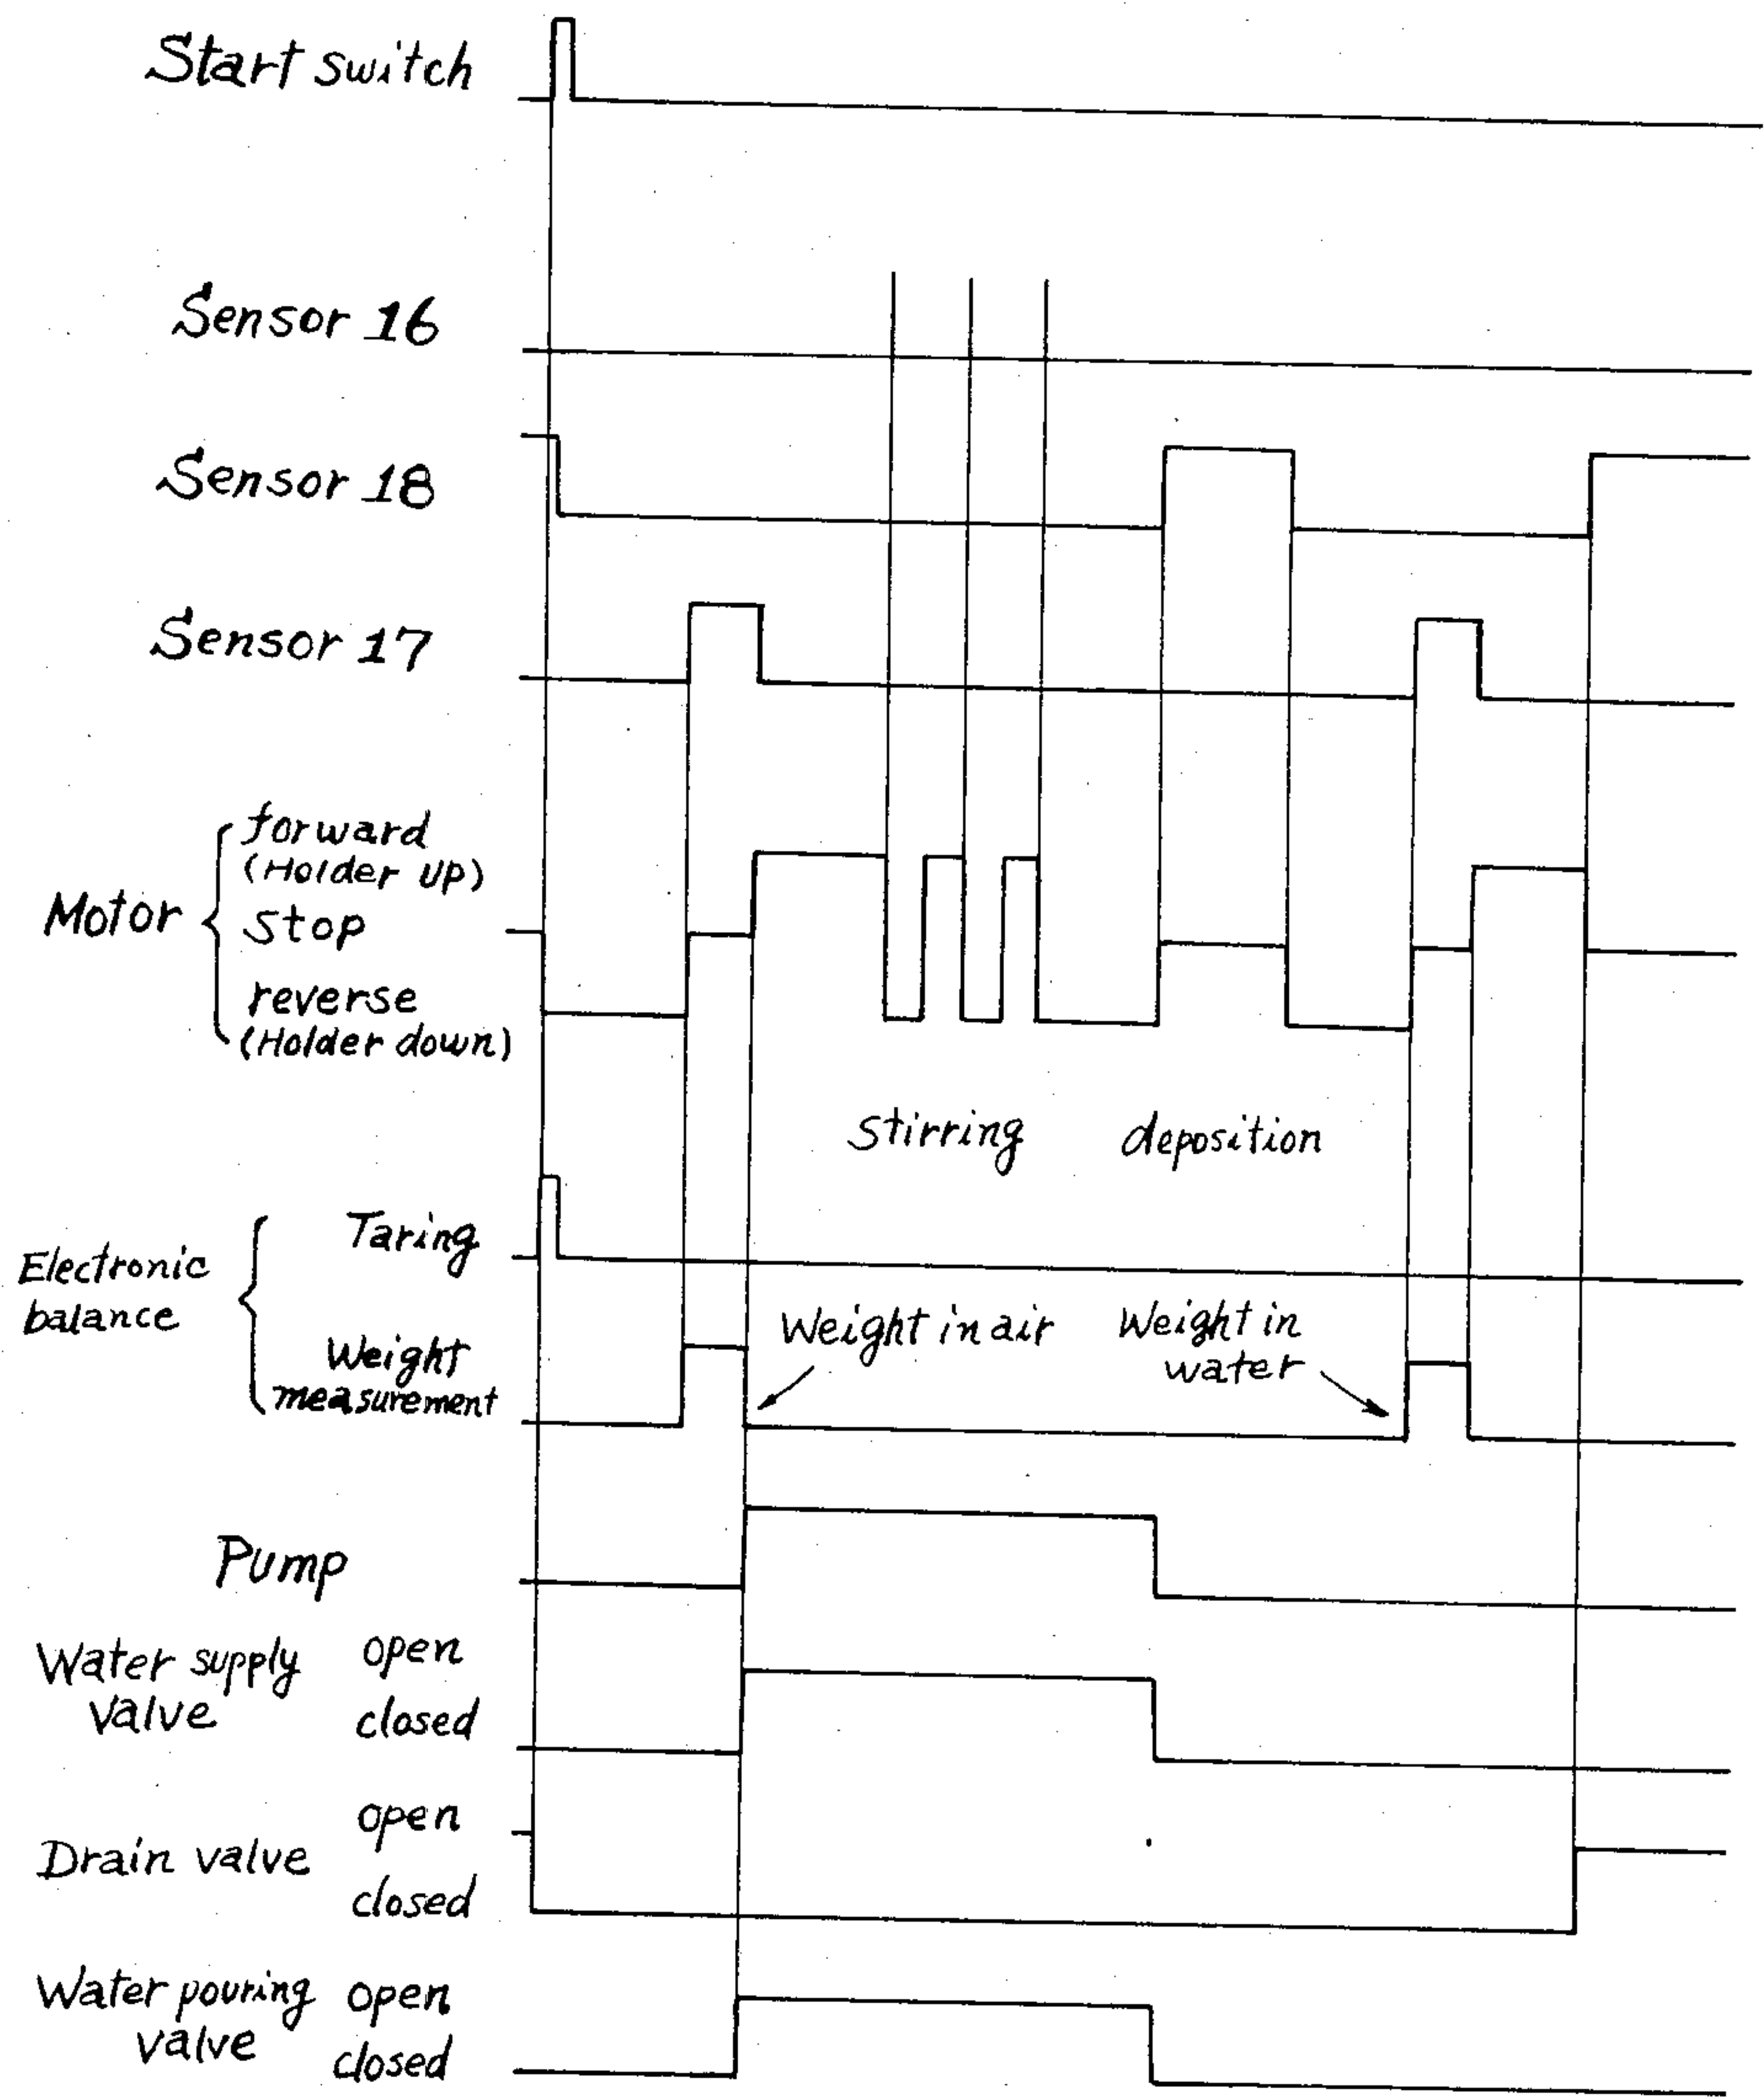 Start switch
Sensor 16
Sensor 18
Sensor 17
Motor
forward
(Holder up)
stop
reverse
(Holder down)
stirring
deposition
Electronic
balance
Taring
Weight
measurement
Weight in air
Weight in
water
Pump
Water supply
valve
open
closed
Drain valve
open
closed
Water pouring
valve
open
closed